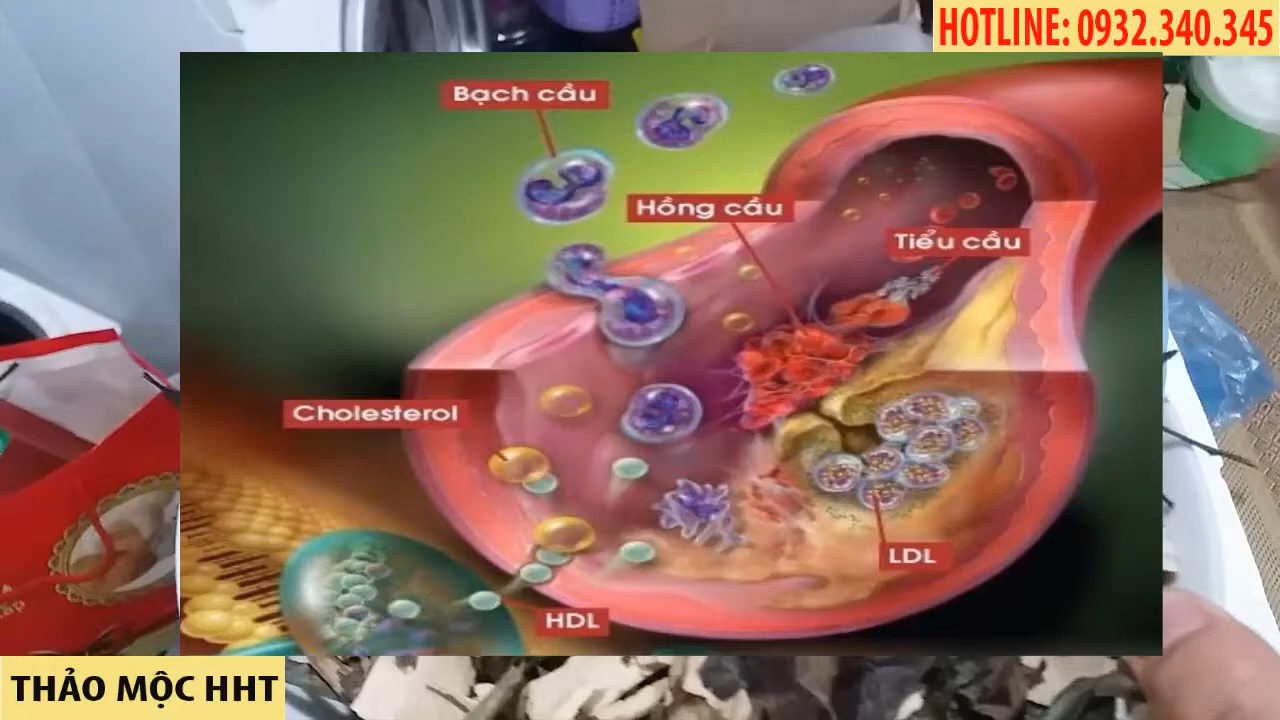 HOTLINE: 0932.340.345
Bạch cầu
Hồng cầu
Tiểu cầu
Cholesterol
LDL
HDL
THẢO MỘC HHT